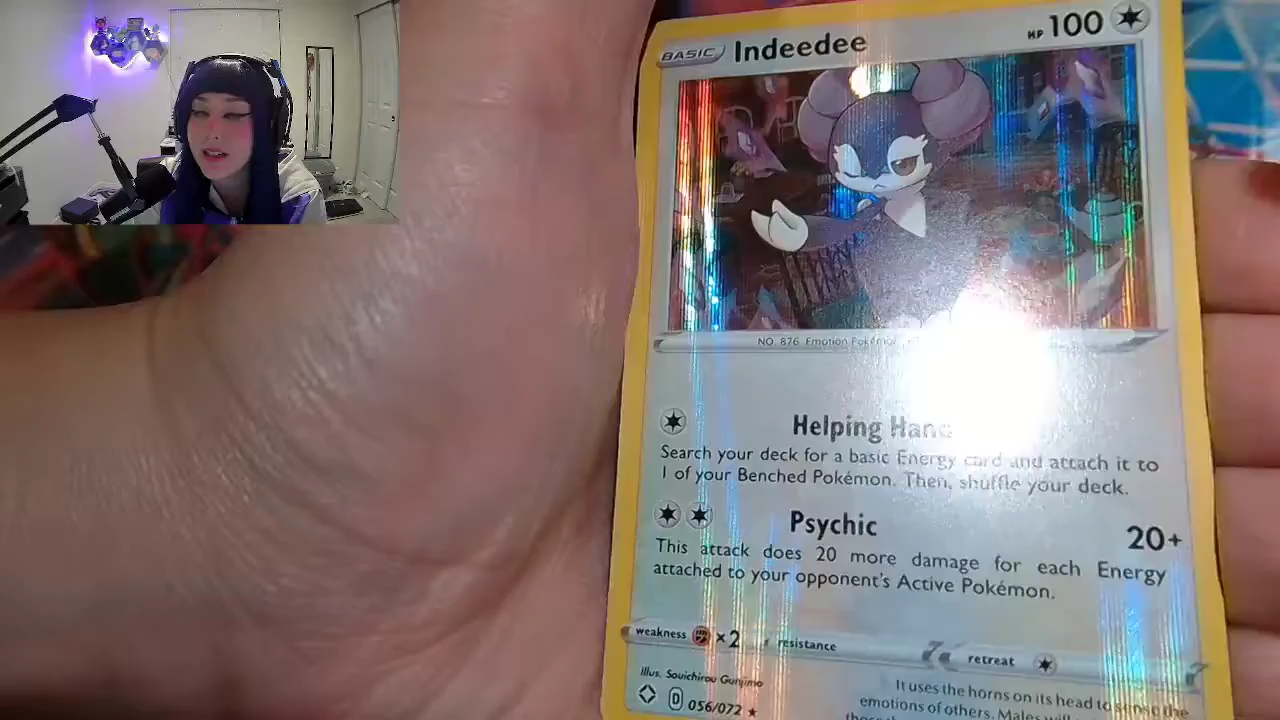 BASIC Indeedee HP 100
NO. 876 Emotion Pokémon
Helping Hand
Search your deck for a basic Energy card and attach it to
1 of your Benched Pokémon. Then, shuffle your deck.
Psychic 20+
This attack does 20 more damage for each Energy
attached to your opponent's Active Pokémon.
weakness ×2 resistance retreat
Illus. Souichirou Gunjima
D 056/072 ★
It uses the horns on its head to sense the
emotions of others. Males will